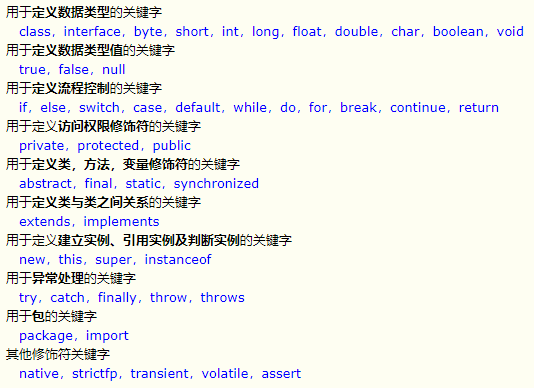 用于定义数据类型的关键字
class, interface, byte, short, int, long, float, double, char, boolean, void
用于定义数据类型值的关键字
true, false, null
用于定义流程控制的关键字
if, else, switch, case, default, while, do, for, break, continue, return
用于定义访问权限修饰符的关键字
private, protected, public
用于定义类，方法，变量修饰符的关键字
abstract, final, static, synchronized
用于定义类与类之间关系的关键字
extends, implements
用于定义建立实例、引用实例及判断实例的关键字
new, this, super, instanceof
用于异常处理的关键字
try, catch, finally, throw, throws
用于包的关键字
package, import
其他修饰符关键字
native, strictfp, transient, volatile, assert